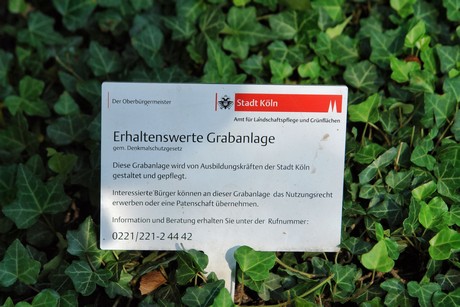 Der Oberbürgermeister
Stadt Köln
Amt für Landschaftspflege und Grünflächen
Erhaltenswerte Grabanlage
gem. Denkmalschutzgesetz
Diese Grabanlage wird von Ausbildungskräften der Stadt Köln
gestaltet und gepflegt.
Interessierte Bürger können an dieser Grabanlage das Nutzungsrecht
erwerben oder eine Patenschaft übernehmen.
Information und Beratung erhalten Sie unter der Rufnummer:
0221/221-2 44 42